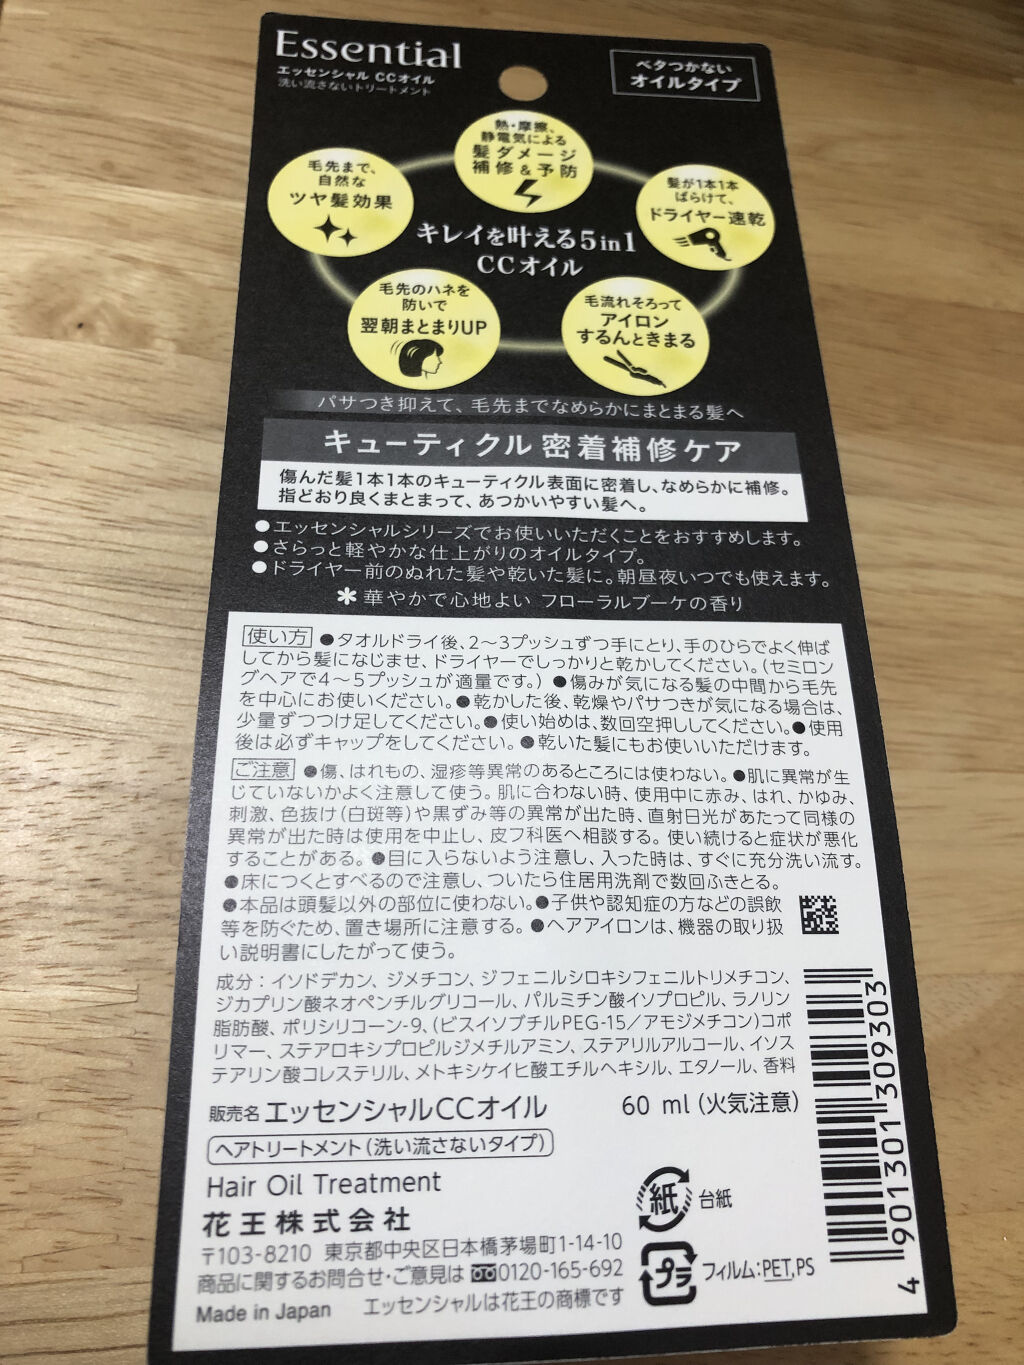 Essential
エッセンシャル CCオイル
洗い流さないトリートメント
ベタつかない
オイルタイプ
熱・摩擦、
静電気による
髪ダメージ
補修&予防
毛先まで、
自然な
ツヤ髪効果
髪が1本1本
ばらけて、
ドライヤー速乾
キレイを叶える5in1
CCオイル
毛先のハネを
防いで
翌朝まとまりUP
毛流れそろって
アイロン
するんときまる
パサつき抑えて、毛先までなめらかにまとまる髪へ
キューティクル密着補修ケア
傷んだ髪1本1本のキューティクル表面に密着し、なめらかに補修。
指どおり良くまとまって、あつかいやすい髪へ。
●エッセンシャルシリーズでお使いいただくことをおすすめします。
●さらっと軽やかな仕上がりのオイルタイプ。
●ドライヤー前のぬれた髪や乾いた髪に。朝昼夜いつでも使えます。
＊華やかで心地よい フローラルブーケの香り
使い方 ●タオルドライ後、2〜3プッシュずつ手にとり、手のひらでよく伸ば
してから髪になじませ、ドライヤーでしっかりと乾かしてください。(セミロン
グヘアで4〜5プッシュが適量です。) ●傷みが気になる髪の中間から毛先
を中心にお使いください。●乾かした後、乾燥やパサつきが気になる場合は、
少量ずつつけ足してください。●使い始めは、数回空押ししてください。●使用
後は必ずキャップをしてください。●乾いた髪にもお使いいただけます。
ご注意 ●傷、はれもの、湿疹等異常のあるところには使わない。●肌に異常が生
じていないかよく注意して使う。肌に合わない時、使用中に赤み、はれ、かゆみ、
刺激、色抜け(白斑等)や黒ずみ等の異常が出た時、直射日光があたって同様の
異常が出た時は使用を中止し、皮フ科医へ相談する。使い続けると症状が悪化
することがある。●目に入らないよう注意し、入った時は、すぐに充分洗い流す。
●床につくとすべるので注意し、ついたら住居用洗剤で数回ふきとる。
●本品は頭髪以外の部位に使わない。●子供や認知症の方などの誤飲
等を防ぐため、置き場所に注意する。●ヘアアイロンは、機器の取り扱
い説明書にしたがって使う。
成分：イソドデカン、ジメチコン、ジフェニルシロキシフェニルトリメチコン、
ジカプリン酸ネオペンチルグリコール、パルミチン酸イソプロピル、ラノリン
脂肪酸、ポリシリコーン-9、(ビスイソブチルPEG-15／アモジメチコン)コポ
リマー、ステアロキシプロピルジメチルアミン、ステアリルアルコール、イソス
テアリン酸コレステリル、メトキシケイヒ酸エチルヘキシル、エタノール、香料
販売名 エッセンシャルCCオイル 60 ml (火気注意)
ヘアトリートメント(洗い流さないタイプ)
Hair Oil Treatment
花王株式会社
〒103-8210 東京都中央区日本橋茅場町1-14-10
商品に関するお問合せ・ご意見は 0120-165-692
Made in Japan エッセンシャルは花王の商標です
紙 台紙
プラ フィルム:PET,PS
4 901301 309303